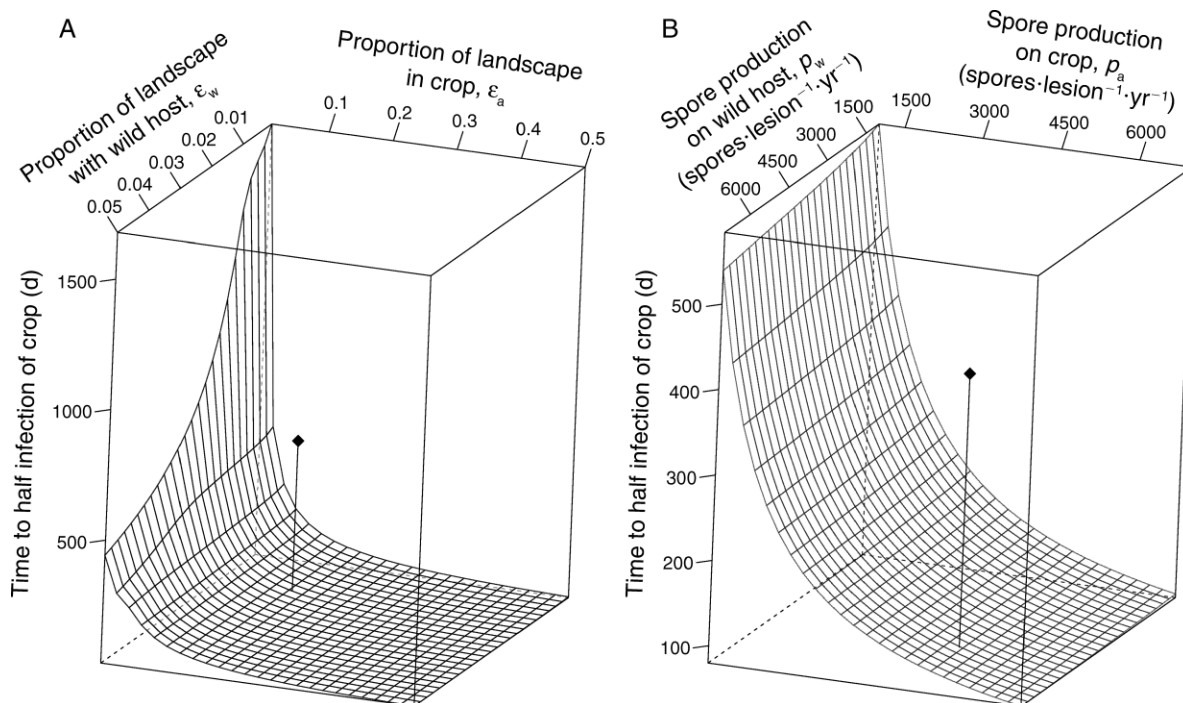 A
Proportion of landscape
with wild host, εw
Proportion of landscape
in crop, εa
0.05
0.04
0.03
0.02
0.01
0.1
0.2
0.3
0.4
0.5
Time to half infection of crop (d)
1500
1000
500
B
Spore production
on wild host, pw
(spores·lesion⁻¹·yr⁻¹)
Spore production
on crop, pa
(spores·lesion⁻¹·yr⁻¹)
6000
4500
3000
1500
1500
3000
4500
6000
Time to half infection of crop (d)
500
400
300
200
100